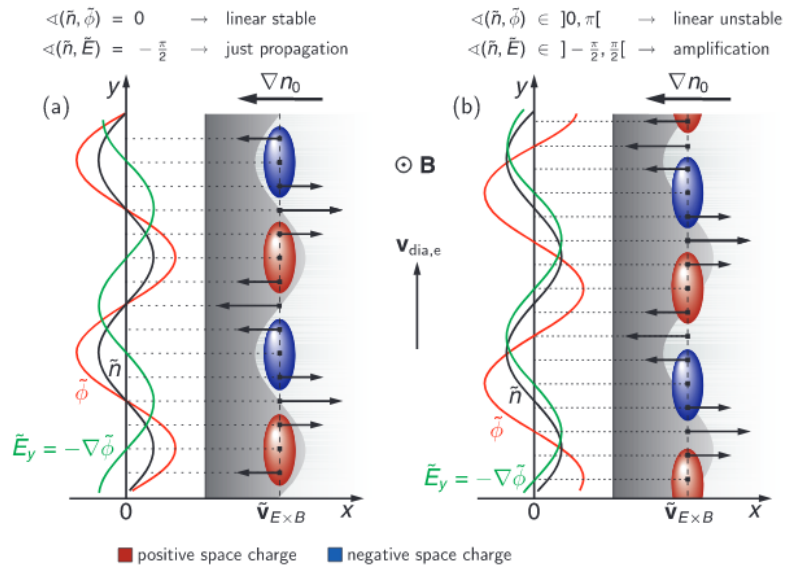 ∢(ñ, φ̃) = 0 → linear stable
∢(ñ, Ẽ) = − π/2 → just propagation
∢(ñ, φ̃) ∈ ]0, π[ → linear unstable
∢(ñ, Ẽ) ∈ ] − π/2, π/2[ → amplification
(a)
y
∇n₀
(b)
y
∇n₀
⊙ B
v_dia,e
ñ
φ̃
Ẽ_y = −∇φ̃
0
ṽ_E×B
x
ñ
φ̃
Ẽ_y = −∇φ̃
0
ṽ_E×B
x
positive space charge
negative space charge